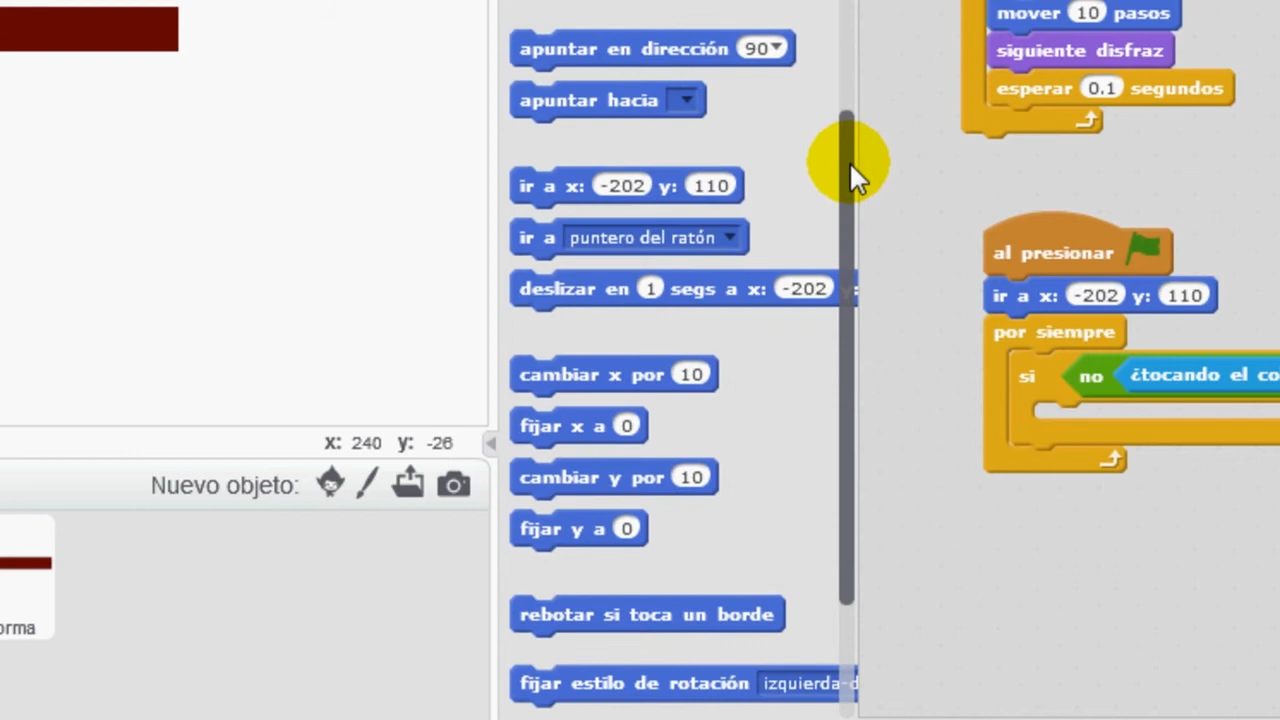 apuntar en dirección 90
apuntar hacia
ir a x: -202 y: 110
ir a puntero del ratón
deslizar en 1 segs a x: -202 y:
cambiar x por 10
fijar x a 0
cambiar y por 10
fijar y a 0
rebotar si toca un borde
fijar estilo de rotación izquierda-d
mover 10 pasos
siguiente disfraz
esperar 0.1 segundos
al presionar
ir a x: -202 y: 110
por siempre
si no ¿tocando el co
x: 240 y: -26
Nuevo objeto:
orma